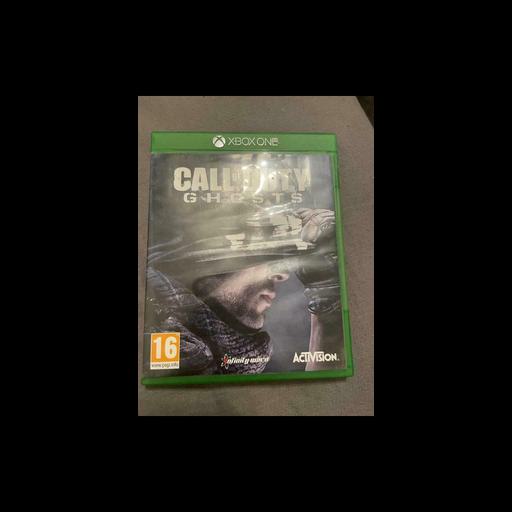 XBOX ONE
CALL OF DUTY
GHOSTS
16
www.pegi.info
Infinity Ward
ACTIVISION